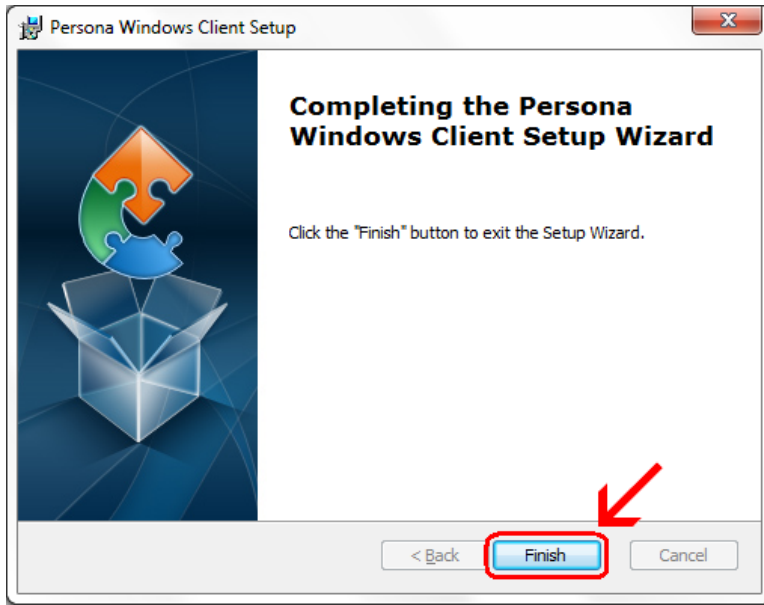 Persona Windows Client Setup
Completing the Persona
Windows Client Setup Wizard
Click the "Finish" button to exit the Setup Wizard.
< Back
Finish
Cancel